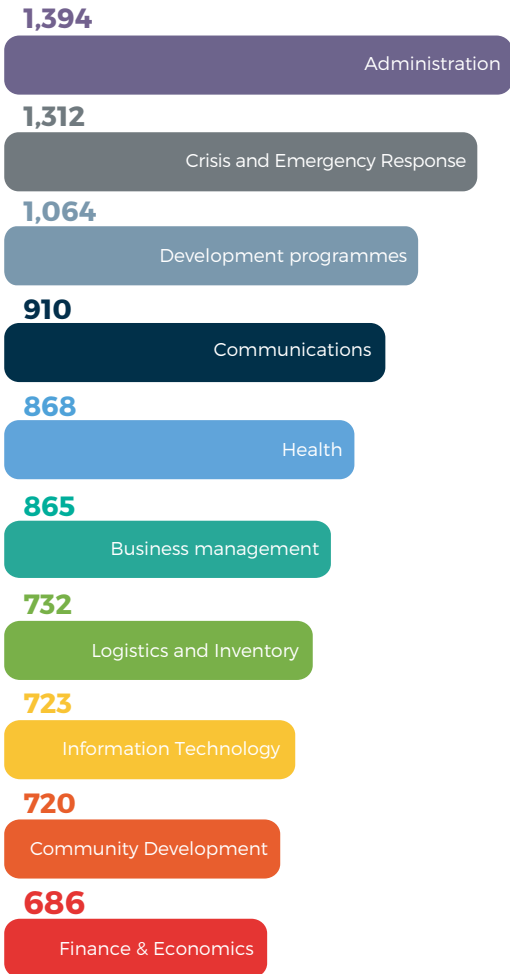 1,394
Administration
1,312
Crisis and Emergency Response
1,064
Development programmes
910
Communications
868
Health
865
Business management
732
Logistics and Inventory
723
Information Technology
720
Community Development
686
Finance & Economics